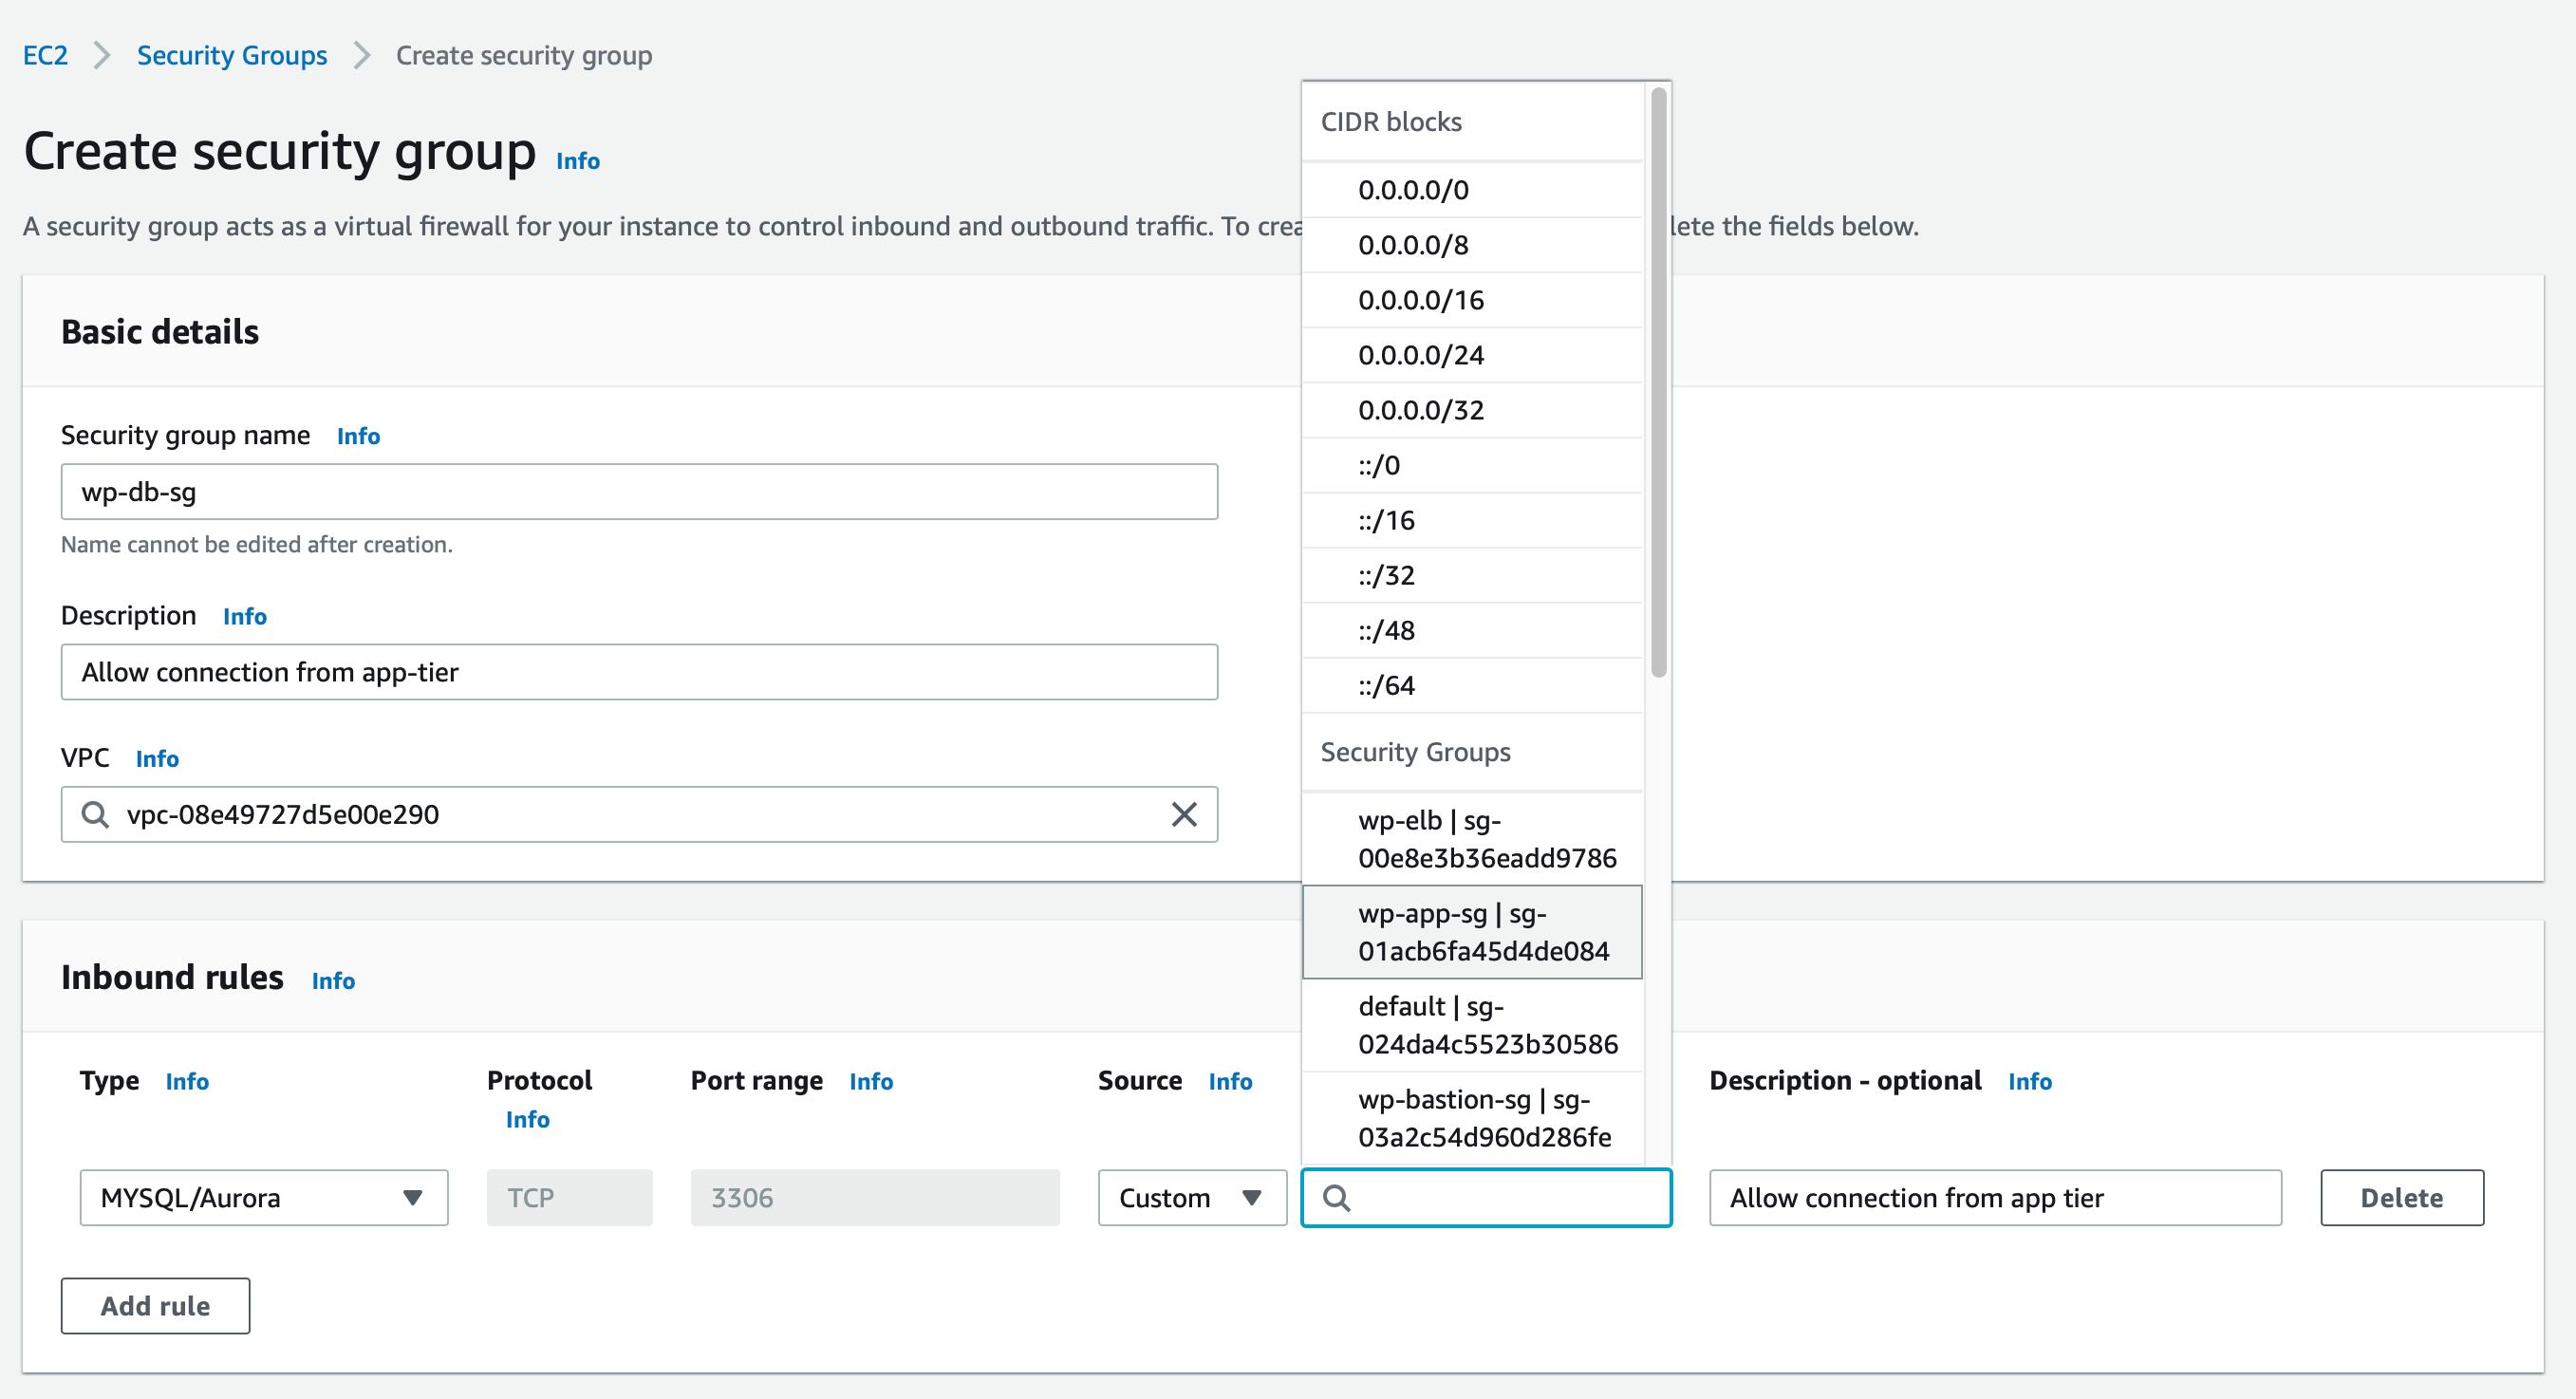 EC2 > Security Groups > Create security group
Create security group Info
A security group acts as a virtual firewall for your instance to control inbound and outbound traffic. To crea
lete the fields below.
Basic details
Security group name Info
wp-db-sg
Name cannot be edited after creation.
Description Info
Allow connection from app-tier
VPC Info
vpc-08e49727d5e00e290
CIDR blocks
0.0.0.0/0
0.0.0.0/8
0.0.0.0/16
0.0.0.0/24
0.0.0.0/32
::/0
::/16
::/32
::/48
::/64
Security Groups
wp-elb | sg-
00e8e3b36eadd9786
wp-app-sg | sg-
01acb6fa45d4de084
default | sg-
024da4c5523b30586
wp-bastion-sg | sg-
03a2c54d960d286fe
Inbound rules Info
Type Info
Protocol
Info
Port range Info
Source Info
Description - optional Info
MYSQL/Aurora
TCP
3306
Custom
Allow connection from app tier
Delete
Add rule